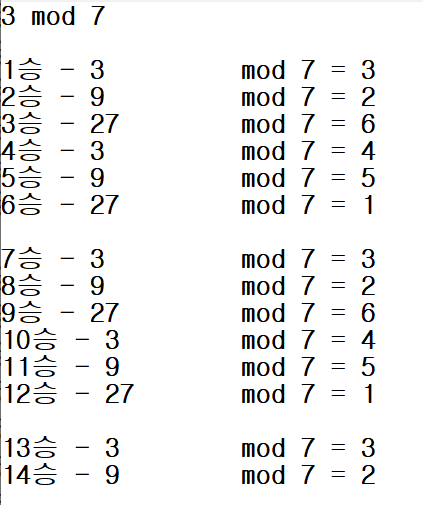 3 mod 7
1승 - 3 mod 7 = 3
2승 - 9 mod 7 = 2
3승 - 27 mod 7 = 6
4승 - 3 mod 7 = 4
5승 - 9 mod 7 = 5
6승 - 27 mod 7 = 1
7승 - 3 mod 7 = 3
8승 - 9 mod 7 = 2
9승 - 27 mod 7 = 6
10승 - 3 mod 7 = 4
11승 - 9 mod 7 = 5
12승 - 27 mod 7 = 1
13승 - 3 mod 7 = 3
14승 - 9 mod 7 = 2